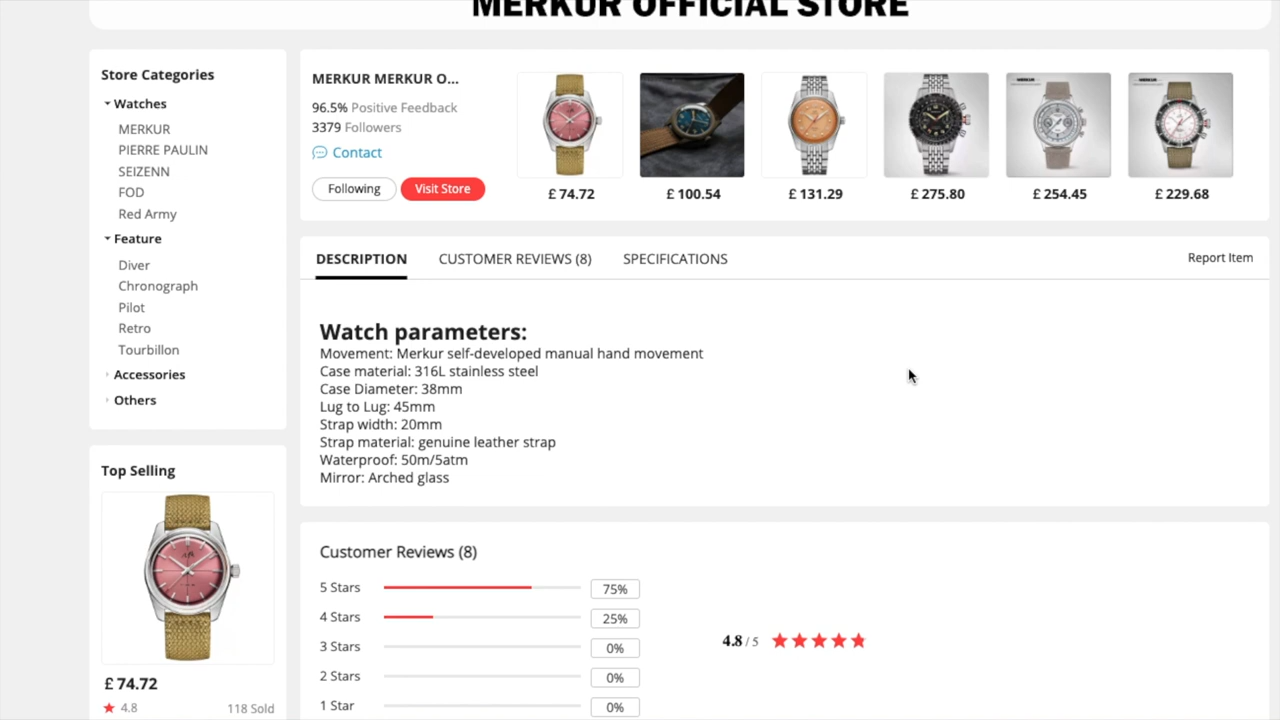 MERKUR OFFICIAL STORE
Store Categories
Watches
MERKUR
PIERRE PAULIN
SEIZENN
FOD
Red Army
Feature
Diver
Chronograph
Pilot
Retro
Tourbillon
Accessories
Others
Top Selling
£ 74.72
4.8 118 Sold
MERKUR MERKUR O...
96.5% Positive Feedback
3379 Followers
Contact
Following Visit Store
£ 74.72 £ 100.54 £ 131.29 £ 275.80 £ 254.45 £ 229.68
DESCRIPTION CUSTOMER REVIEWS (8) SPECIFICATIONS Report Item
Watch parameters:
Movement: Merkur self-developed manual hand movement
Case material: 316L stainless steel
Case Diameter: 38mm
Lug to Lug: 45mm
Strap width: 20mm
Strap material: genuine leather strap
Waterproof: 50m/5atm
Mirror: Arched glass
Customer Reviews (8)
5 Stars 75%
4 Stars 25%
3 Stars 0%
2 Stars 0%
1 Star 0%
4.8 / 5